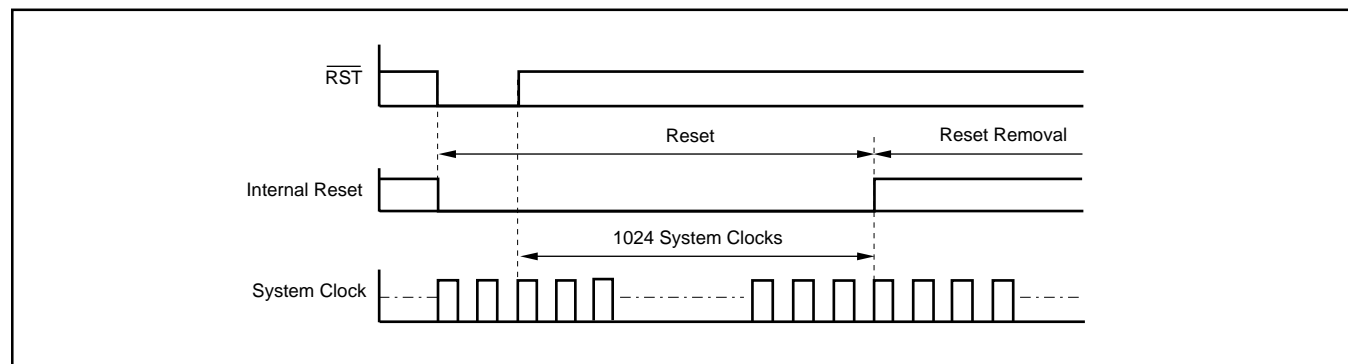 RST
Reset
Reset Removal
Internal Reset
1024 System Clocks
System Clock